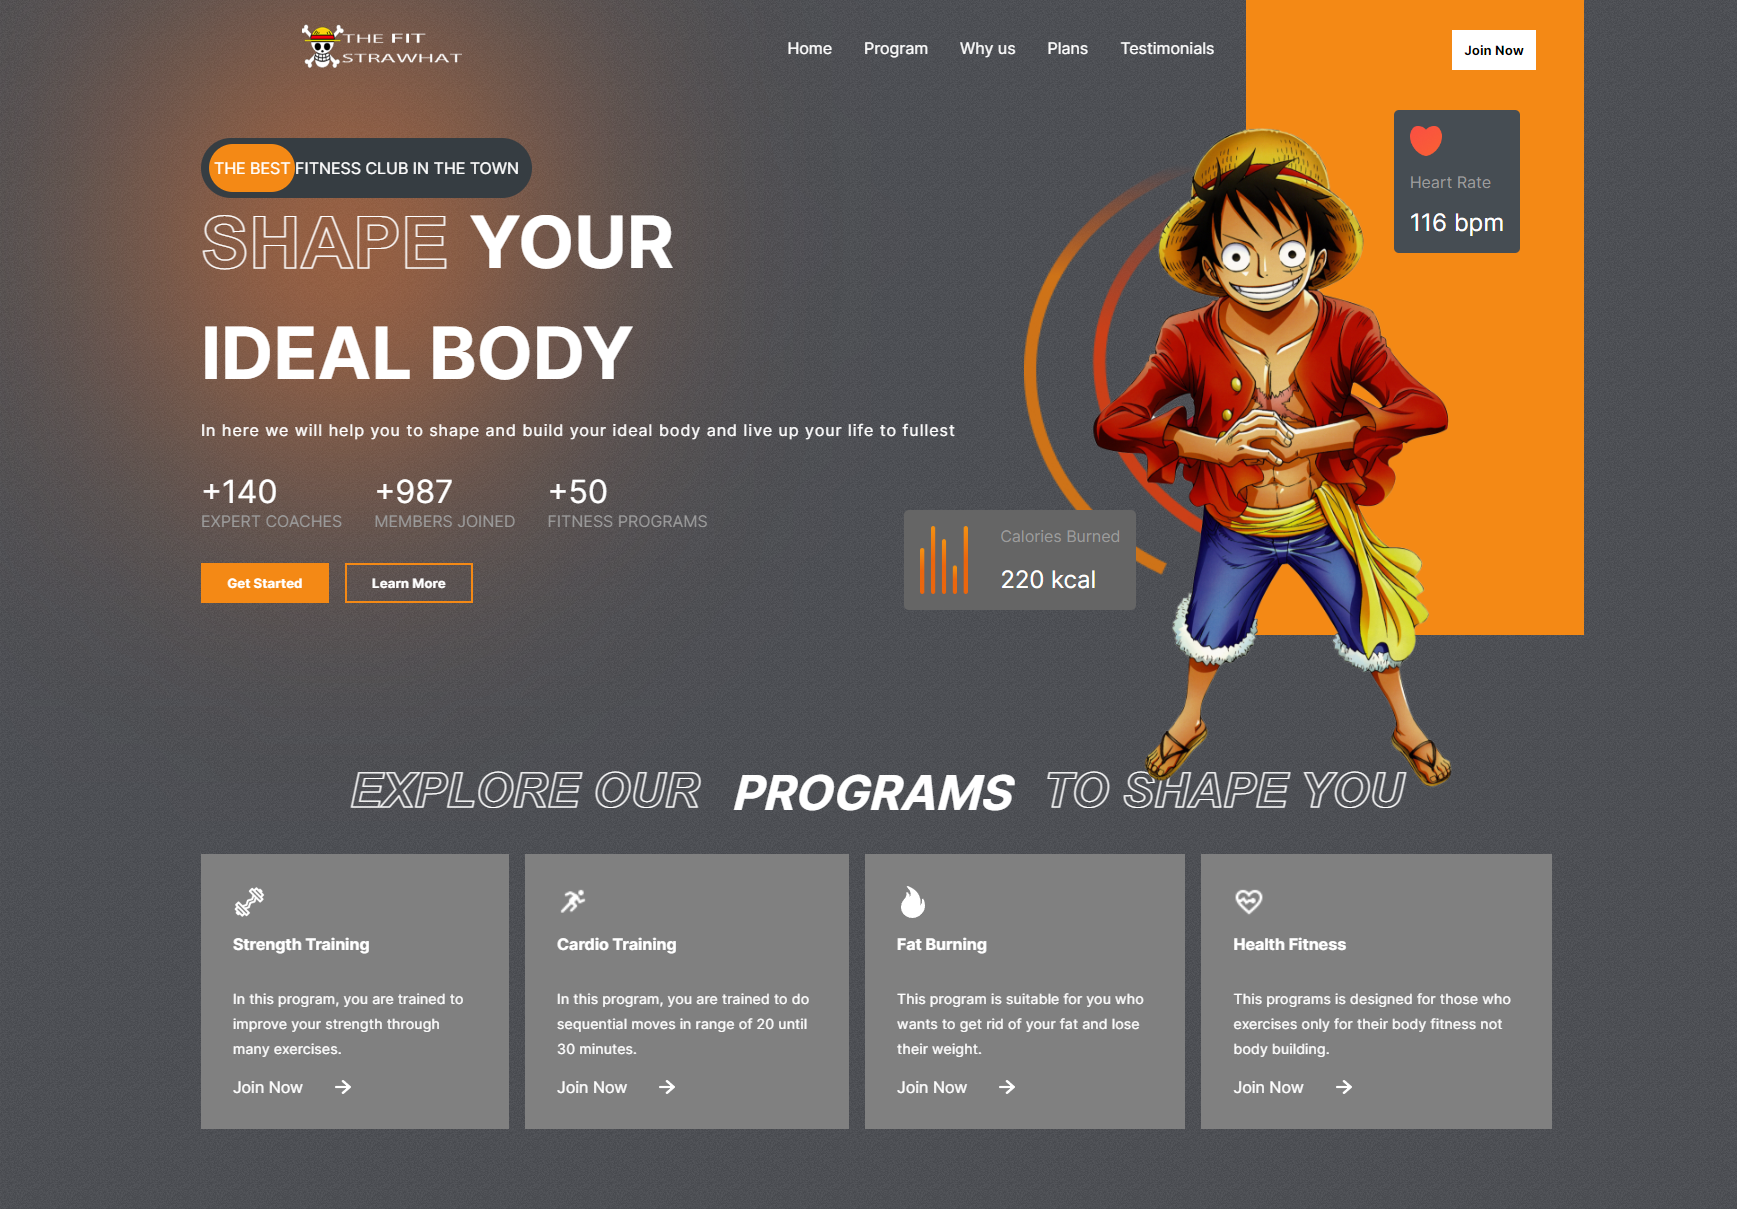 THE FIT
STRAWHAT
Home
Program
Why us
Plans
Testimonials
Join Now
THE BEST FITNESS CLUB IN THE TOWN
SHAPE YOUR
IDEAL BODY
In here we will help you to shape and build your ideal body and live up your life to fullest
+140
EXPERT COACHES
+987
MEMBERS JOINED
+50
FITNESS PROGRAMS
Get Started
Learn More
Heart Rate
116 bpm
Calories Burned
220 kcal
EXPLORE OUR PROGRAMS TO SHAPE YOU
Strength Training
In this program, you are trained to
improve your strength through
many exercises.
Join Now
Cardio Training
In this program, you are trained to do
sequential moves in range of 20 until
30 minutes.
Join Now
Fat Burning
This program is suitable for you who
wants to get rid of your fat and lose
their weight.
Join Now
Health Fitness
This programs is designed for those who
exercises only for their body fitness not
body building.
Join Now